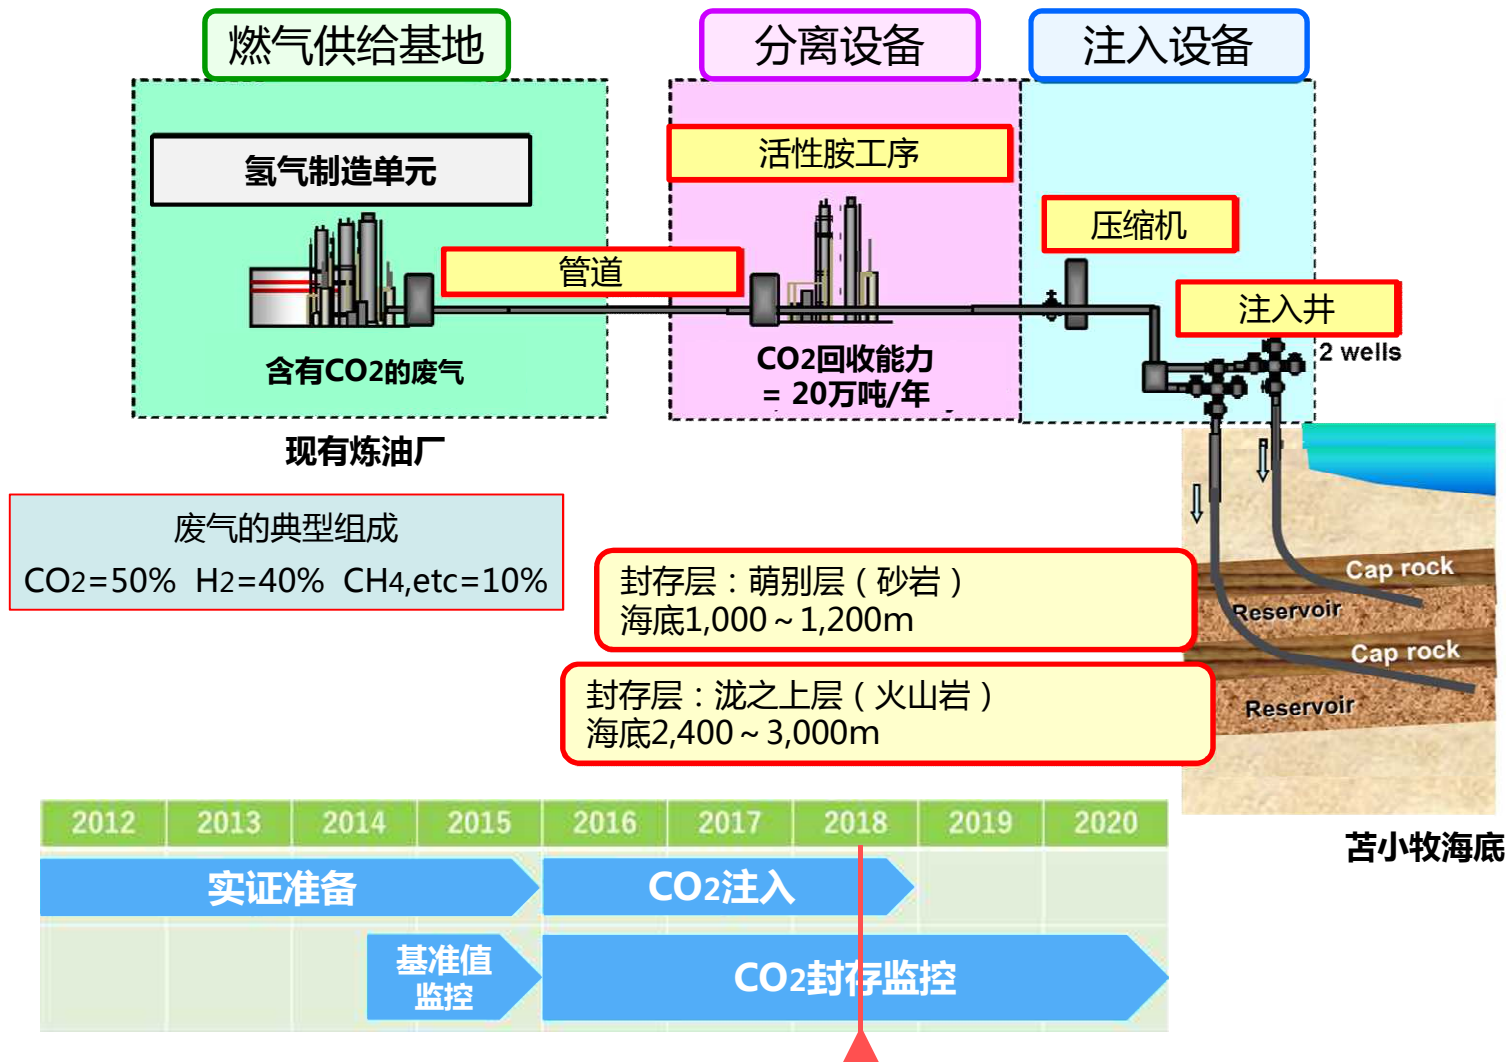 燃气供给基地
分离设备
注入设备
氢气制造单元
活性胺工序
压缩机
管道
注入井
2 wells
含有CO2的废气
CO2回收能力
= 20万吨/年
现有炼油厂
废气的典型组成
CO2=50% H2=40% CH4,etc=10%
封存层：萌别层（砂岩）
海底1,000～1,200m
封存层：泷之上层（火山岩）
海底2,400～3,000m
Cap rock
Reservoir
Cap rock
Reservoir
苫小牧海底
2012 2013 2014 2015 2016 2017 2018 2019 2020
实证准备
CO2注入
基准值
监控
CO2封存监控